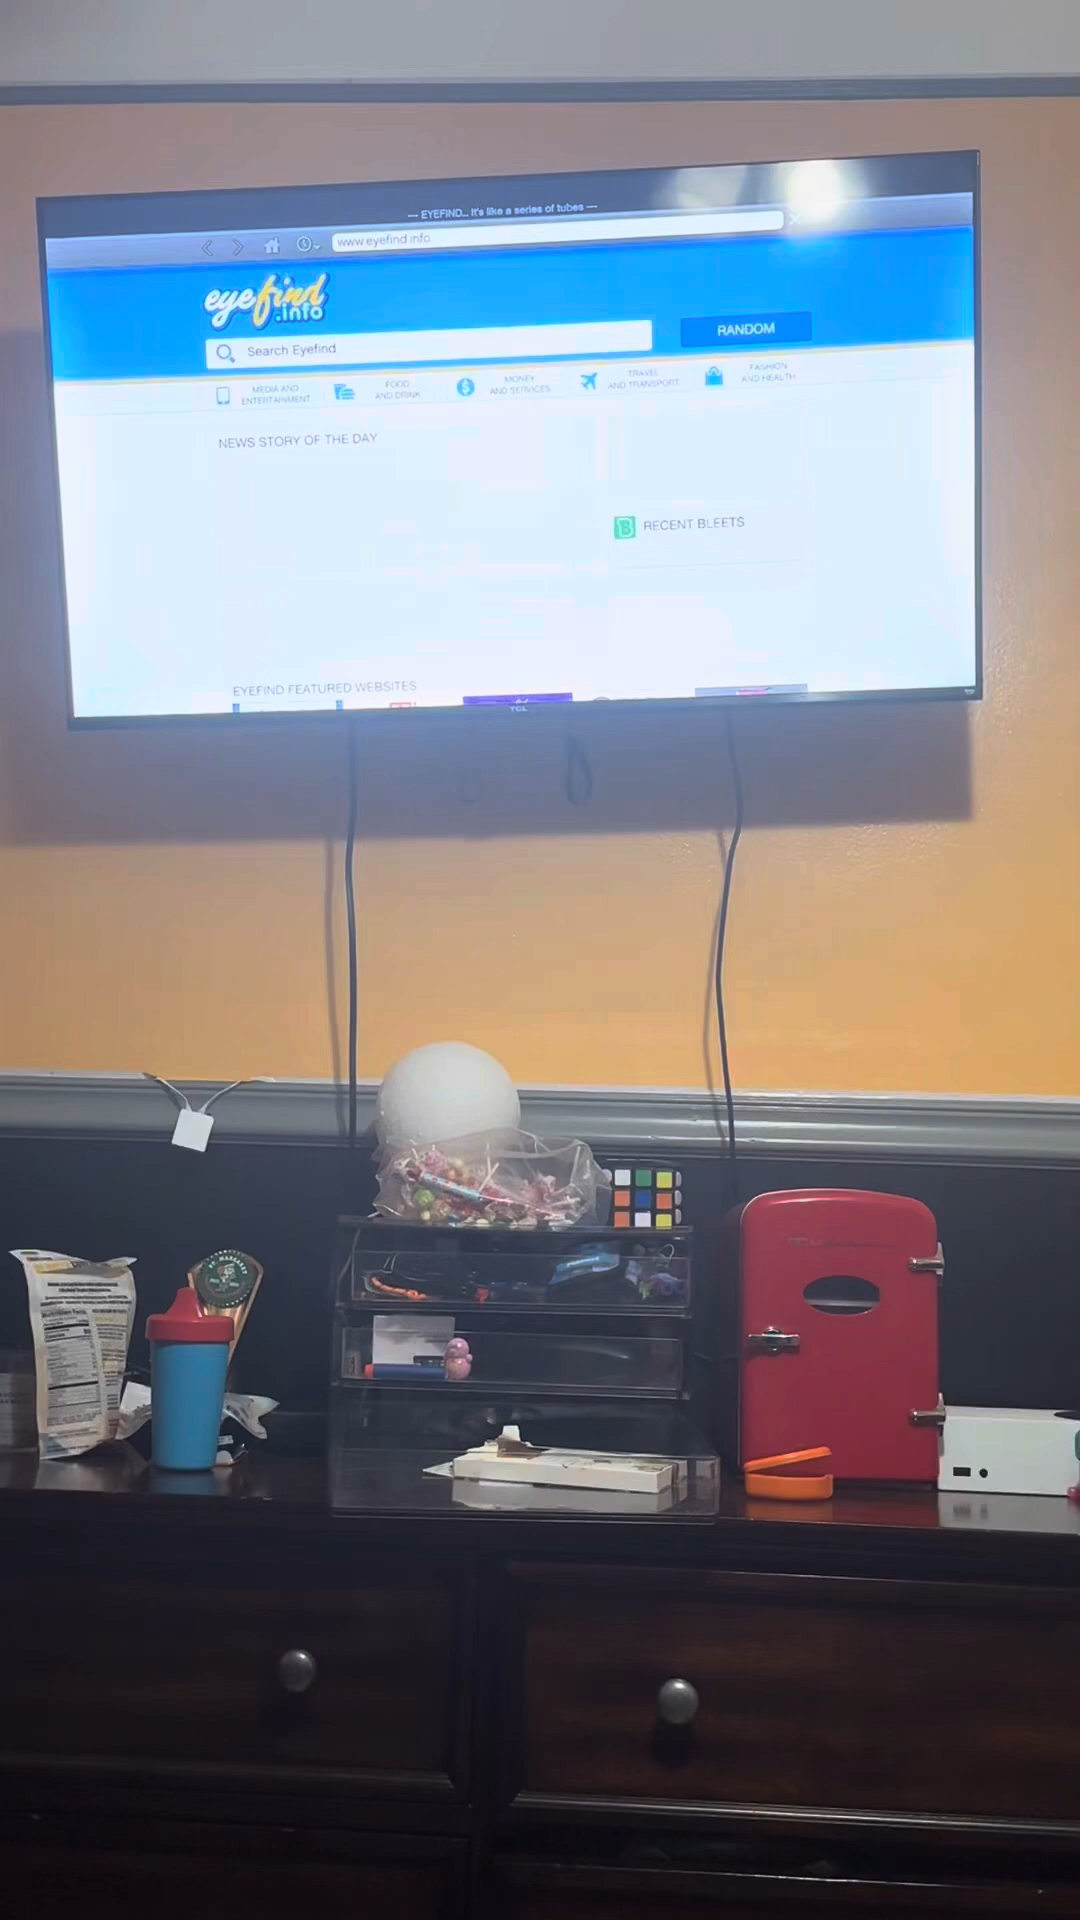 --- EYEFIND... It's like a series of tubes ---
www.eyefind.info
eyefind
.info
Search Eyefind
RANDOM
MEDIA AND
ENTERTAINMENT
FOOD
AND DRINK
MONEY
AND SERVICES
TRAVEL
AND TRANSPORT
FASHION
AND HEALTH
NEWS STORY OF THE DAY
B RECENT BLEETS
EYEFIND FEATURED WEBSITES
TCL